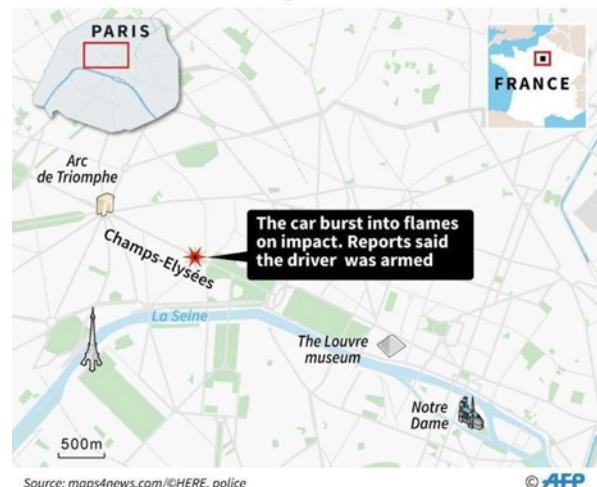 PARIS
FRANCE
Arc
de Triomphe
Champs-Elysées
The car burst into flames
on impact. Reports said
the driver was armed
La Seine
The Louvre
museum
Notre
Dame
500m
Source: maps4news.com/©HERE, police
© AFP